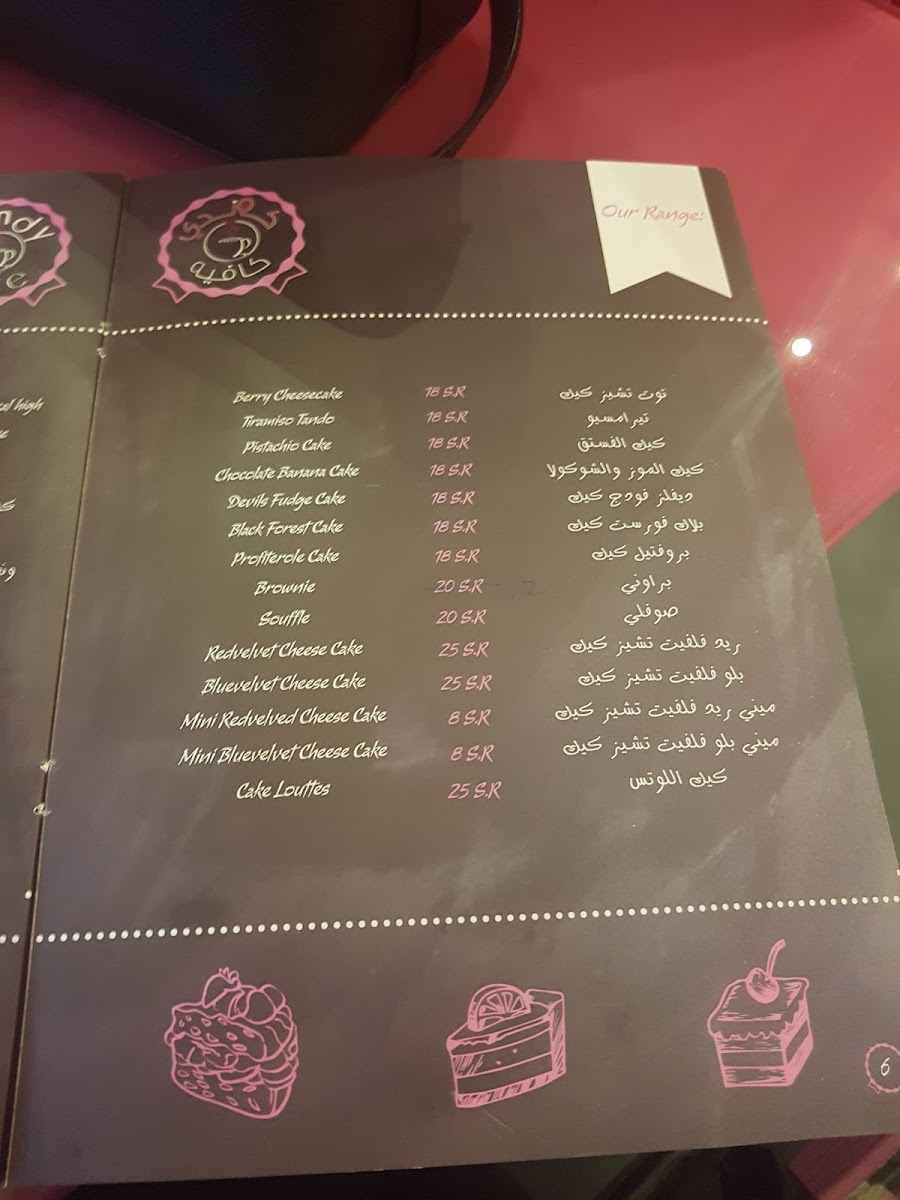 ndy
e
كاندي
كافيه
Our Range:
high
Berry Cheesecake 18 S.R توت تشيز كيك
Tiramiso Tando 18 S.R تيرامسيو
Pistachio Cake 18 S.R كيك الفستق
Chocolate Banana Cake 18 S.R كيك الموز والشوكولا
Devils Fudge Cake 18 S.R ديفلز فودج كيك
Black Forest Cake 18 S.R بلاك فورست كيك
Profiterole Cake 18 S.R بروفتيل كيك
Brownie 20 S.R براوني
Souffle 20 S.R صوفلي
Redvelvet Cheese Cake 25 S.R ريد فلفيت تشيز كيك
Bluevelvet Cheese Cake 25 S.R بلو فلفيت تشيز كيك
Mini Redvelved Cheese Cake 8 S.R ميني ريد فلفيت تشيز كيك
Mini Bluevelvet Cheese Cake 8 S.R ميني بلو فلفيت تشيز كيك
Cake Louttes 25 S.R كيك اللوتس
6